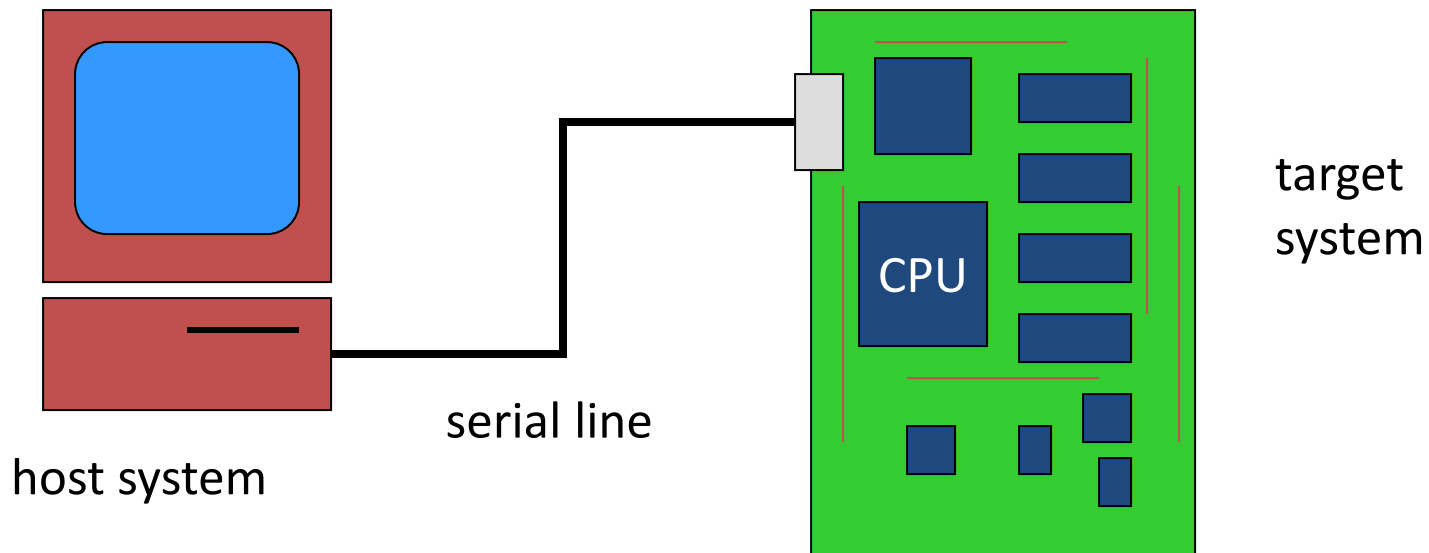 host system
serial line
CPU
target
system